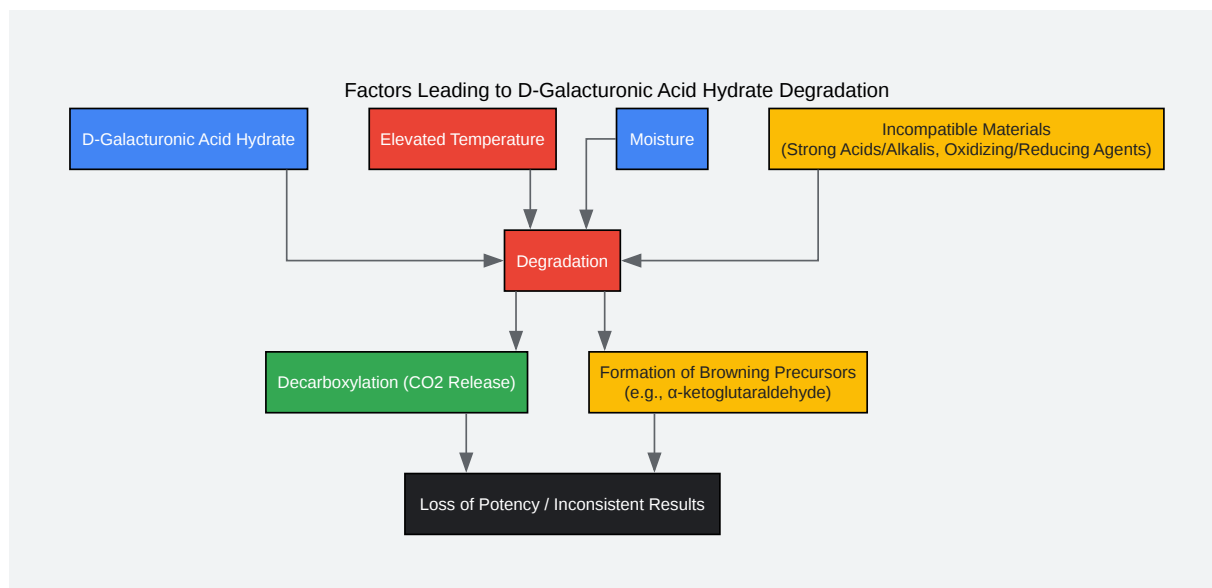 Factors Leading to D-Galacturonic Acid Hydrate Degradation
D-Galacturonic Acid Hydrate
Elevated Temperature
Moisture
Incompatible Materials
(Strong Acids/Alkalis, Oxidizing/Reducing Agents)
Degradation
Decarboxylation (CO2 Release)
Formation of Browning Precursors
(e.g., α-ketoglutaraldehyde)
Loss of Potency / Inconsistent Results